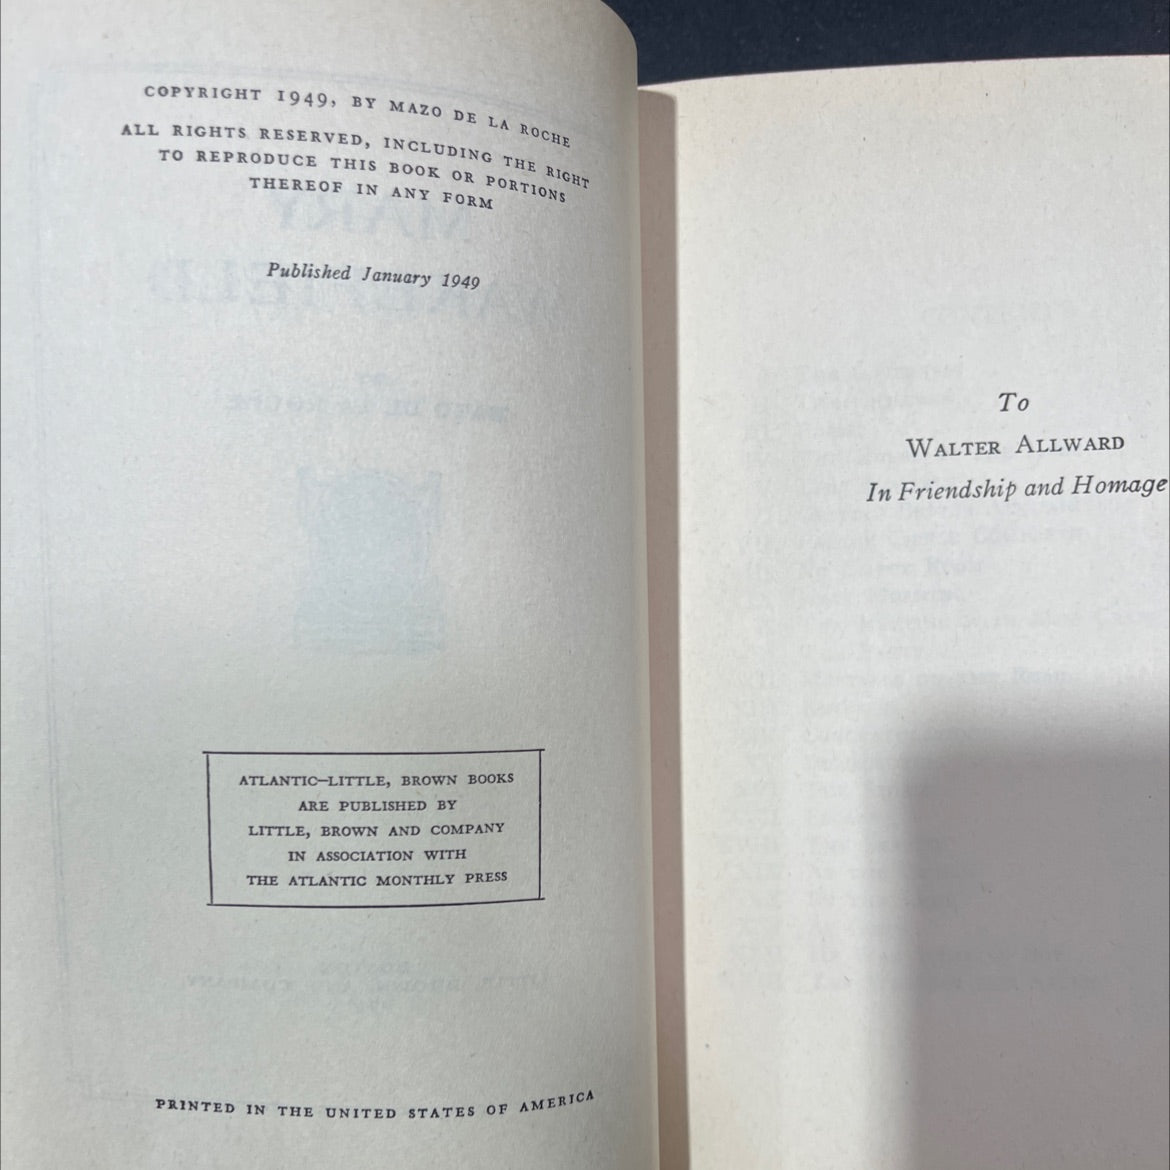 COPYRIGHT 1949, BY MAZO DE LA ROCHE
ALL RIGHTS RESERVED, INCLUDING THE RIGHT
TO REPRODUCE THIS BOOK OR PORTIONS
THEREOF IN ANY FORM
Published January 1949
ATLANTIC—LITTLE, BROWN BOOKS
ARE PUBLISHED BY
LITTLE, BROWN AND COMPANY
IN ASSOCIATION WITH
THE ATLANTIC MONTHLY PRESS
PRINTED IN THE UNITED STATES OF AMERICA
To
WALTER ALLWARD
In Friendship and Homage